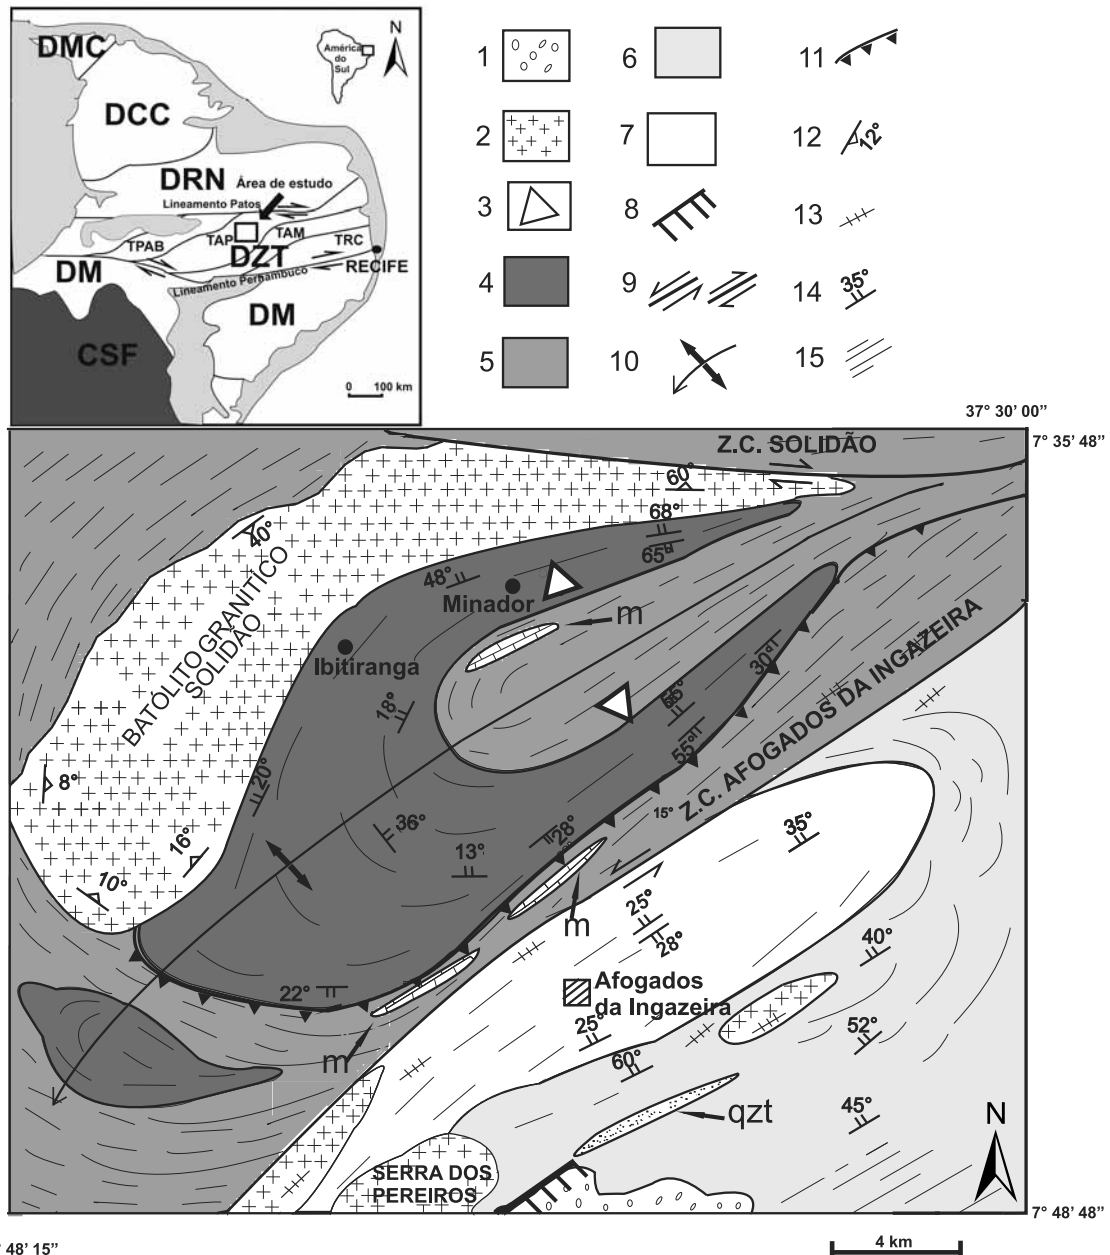 DMC
América
do
Sul
N
DCC
DRN
Área de estudo
Lineamento Patos
TPAB
TAP
TAM
TRC
DZT
DM
RECIFE
Lineamento Pernambuco
DM
CSF
0 100 km
1
2
3
4
5
6
7
8
9
10
11
12
12°
13
14
35°
15
37° 30' 00"
7° 35' 48"
Z.C. SOLIDÃO
60°
68°
65°
40°
48°
Minador
m
Ibitiranga
BATÓLITO GRANITICO
SOLIDÃO
18°
30°
55°
Z.C. AFOGADOS DA INGAZEIRA
8°
20°
36°
15°
28°
35°
16°
13°
10°
25°
28°
m
40°
22°
Afogados
da Ingazeira
25°
52°
m
60°
45°
qzt
N
SERRA DOS
PEREIROS
7° 48' 48"
48' 15"
4 km